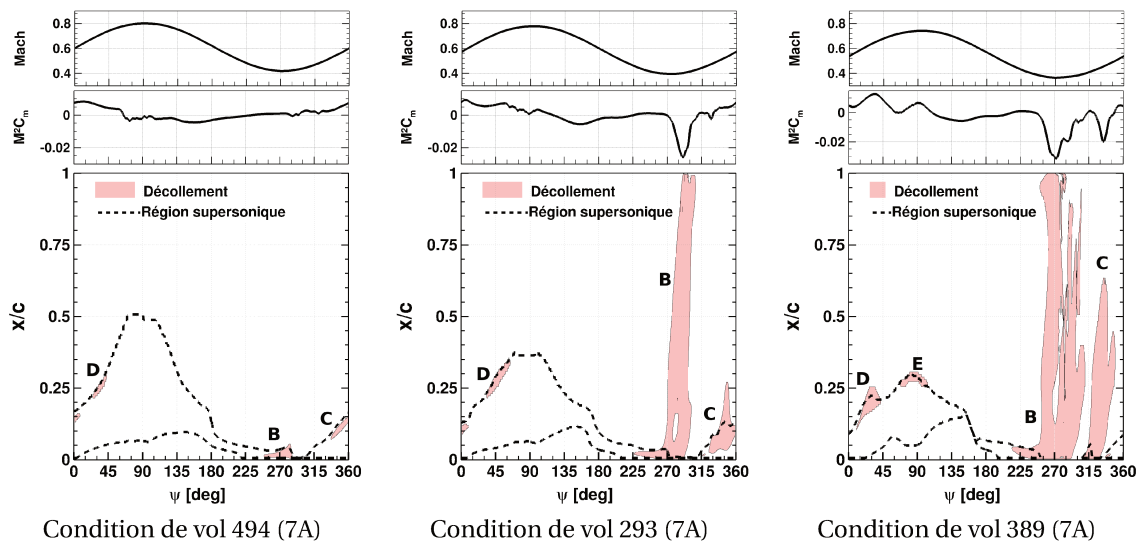 0.8
0.6
0.4
Mach
0
-0.02
M²Cm
1
0.75
0.5
0.25
0
x/c
Décollement
Région supersonique
D
B
C
0 45 90 135 180 225 270 315 360
ψ [deg]
Condition de vol 494 (7A)
0.8
0.6
0.4
Mach
0
-0.02
M²Cm
1
0.75
0.5
0.25
0
x/c
Décollement
Région supersonique
B
D
C
0 45 90 135 180 225 270 315 360
ψ [deg]
Condition de vol 293 (7A)
0.8
0.6
0.4
Mach
0
-0.02
M²Cm
1
0.75
0.5
0.25
0
x/c
Décollement
Région supersonique
C
D
E
B
0 45 90 135 180 225 270 315 360
ψ [deg]
Condition de vol 389 (7A)